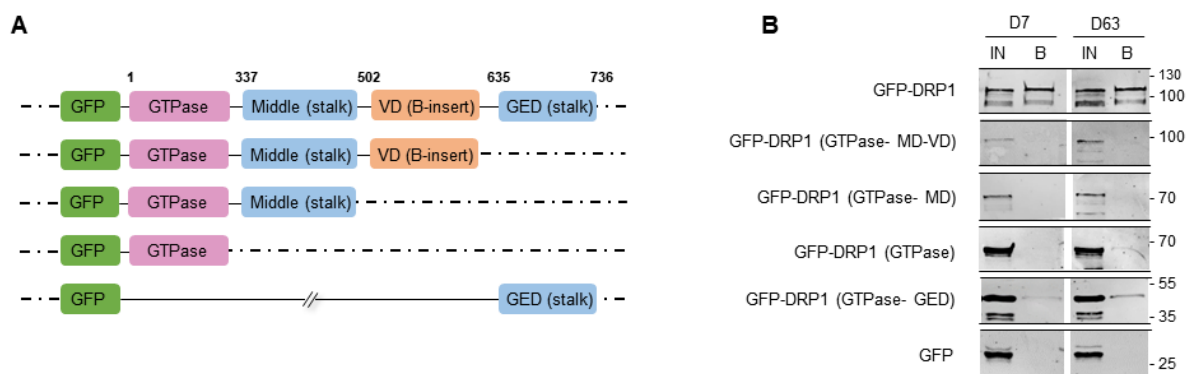 A
1 337 502 635 736
GFP GTPase Middle (stalk) VD (B-insert) GED (stalk)
GFP GTPase Middle (stalk) VD (B-insert)
GFP GTPase Middle (stalk)
GFP GTPase
GFP GED (stalk)
B
D7 D63
IN B IN B
GFP-DRP1 - 130
- 100
GFP-DRP1 (GTPase- MD-VD) - 100
GFP-DRP1 (GTPase- MD) - 70
GFP-DRP1 (GTPase) - 70
GFP-DRP1 (GTPase- GED) - 55
- 35
GFP - 25